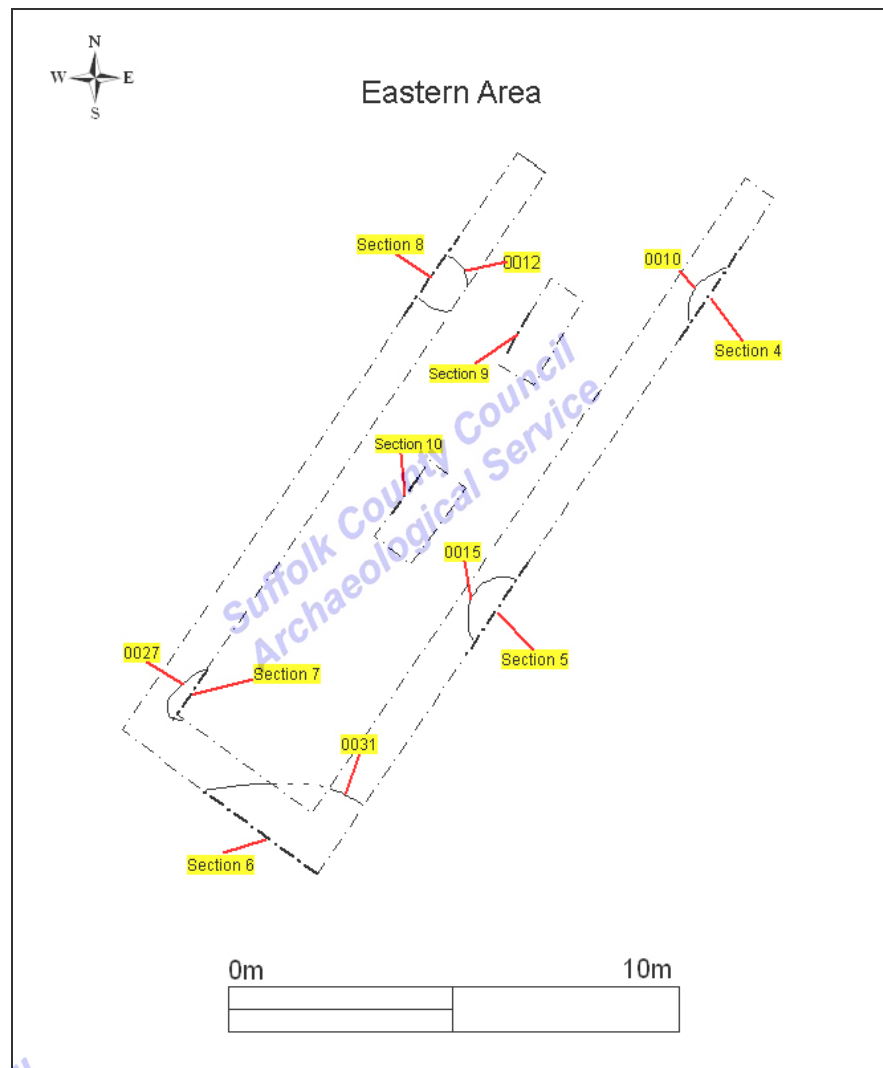 N
W E
S
Eastern Area
Section 8
0012
0010
Section 4
Section 9
Section 10
0015
Section 5
0027
Section 7
0031
Section 6
Suffolk County Council
Archaeological Service
0m 10m